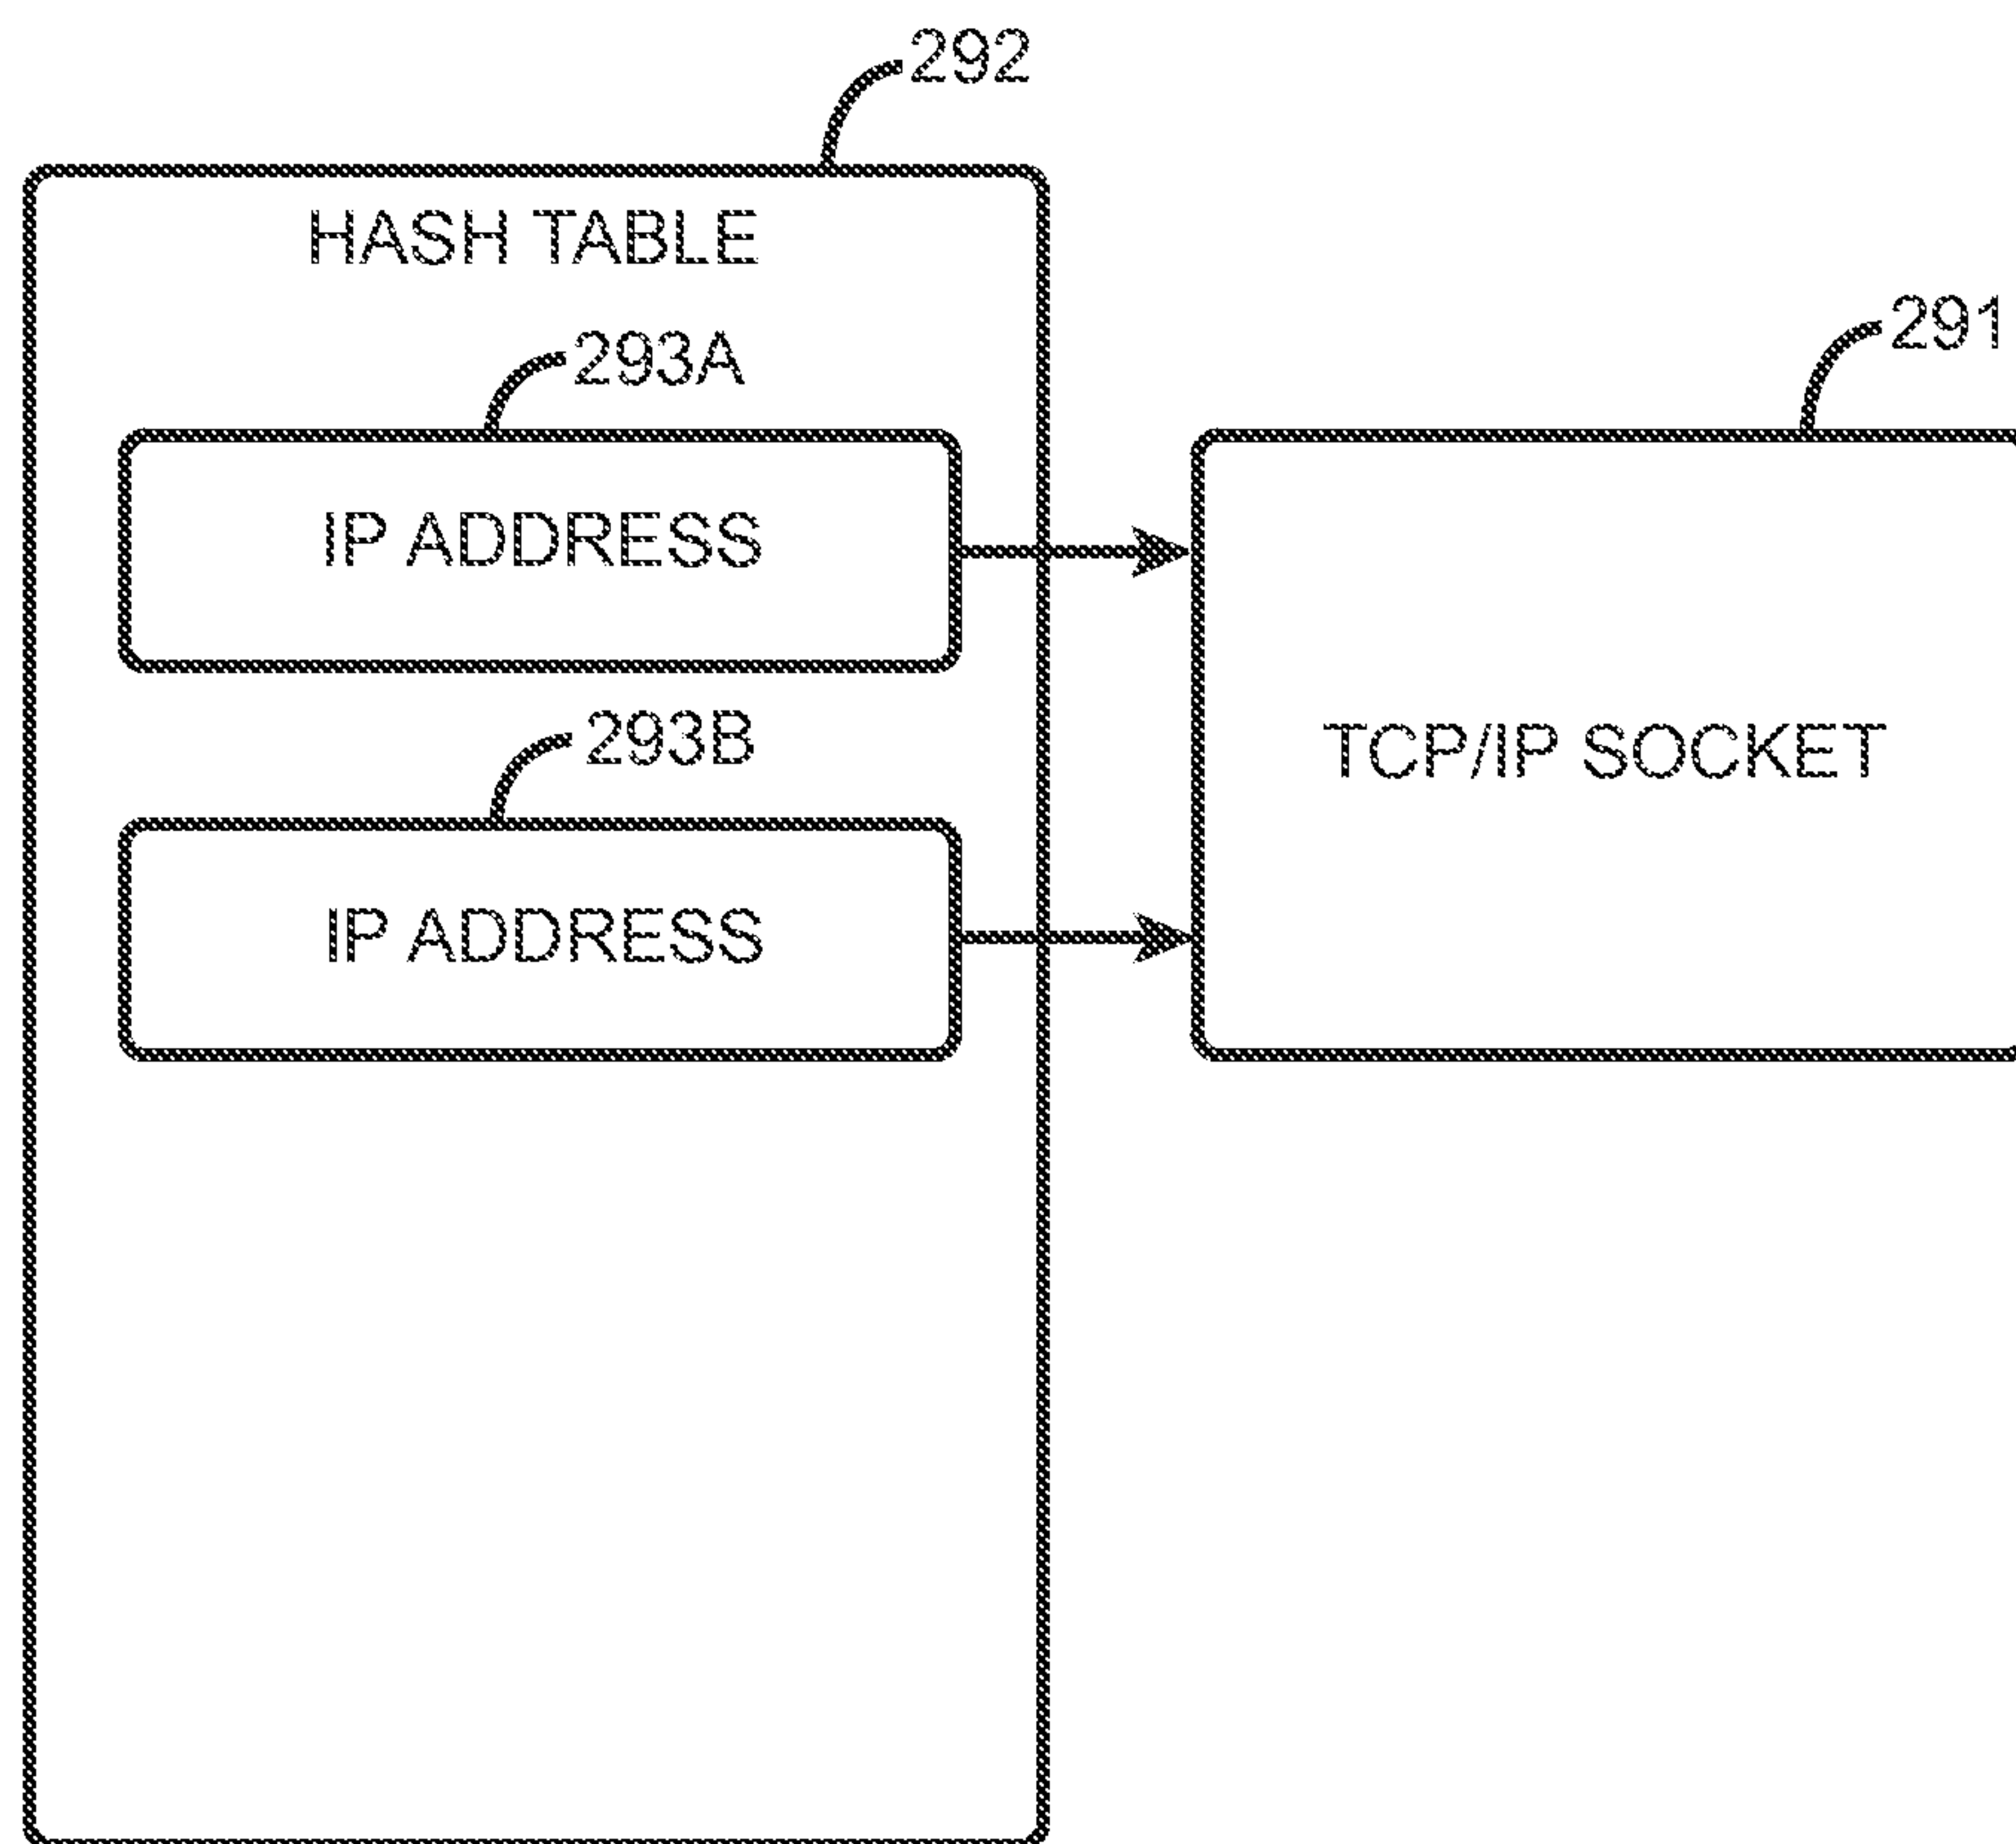 292
HASH TABLE
293A
291
IP ADDRESS
293B
TCP/IP SOCKET
IP ADDRESS